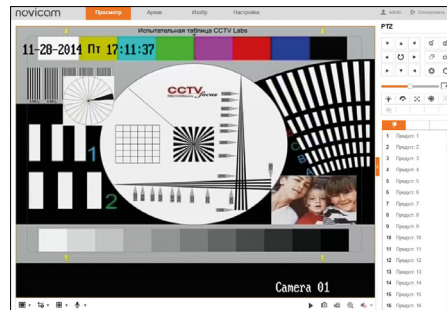 novicam Просмотр Архив Изобр Настройки admin
PTZ
Испытательная таблица CCTV Labs
11-28-2014 Пт 17:11:37
CCTV
focus
1
2
Camera 01
1 Предуст. 1
2 Предуст. 2
3 Предуст. 3
4 Предуст. 4
5 Предуст. 5
6 Предуст. 6
7 Предуст. 7
8 Предуст. 8
9 Предуст. 9
10 Предуст. 10
11 Предуст. 11
12 Предуст. 12
13 Предуст. 13
14 Предуст. 14
15 Предуст. 15
16 Предуст. 16